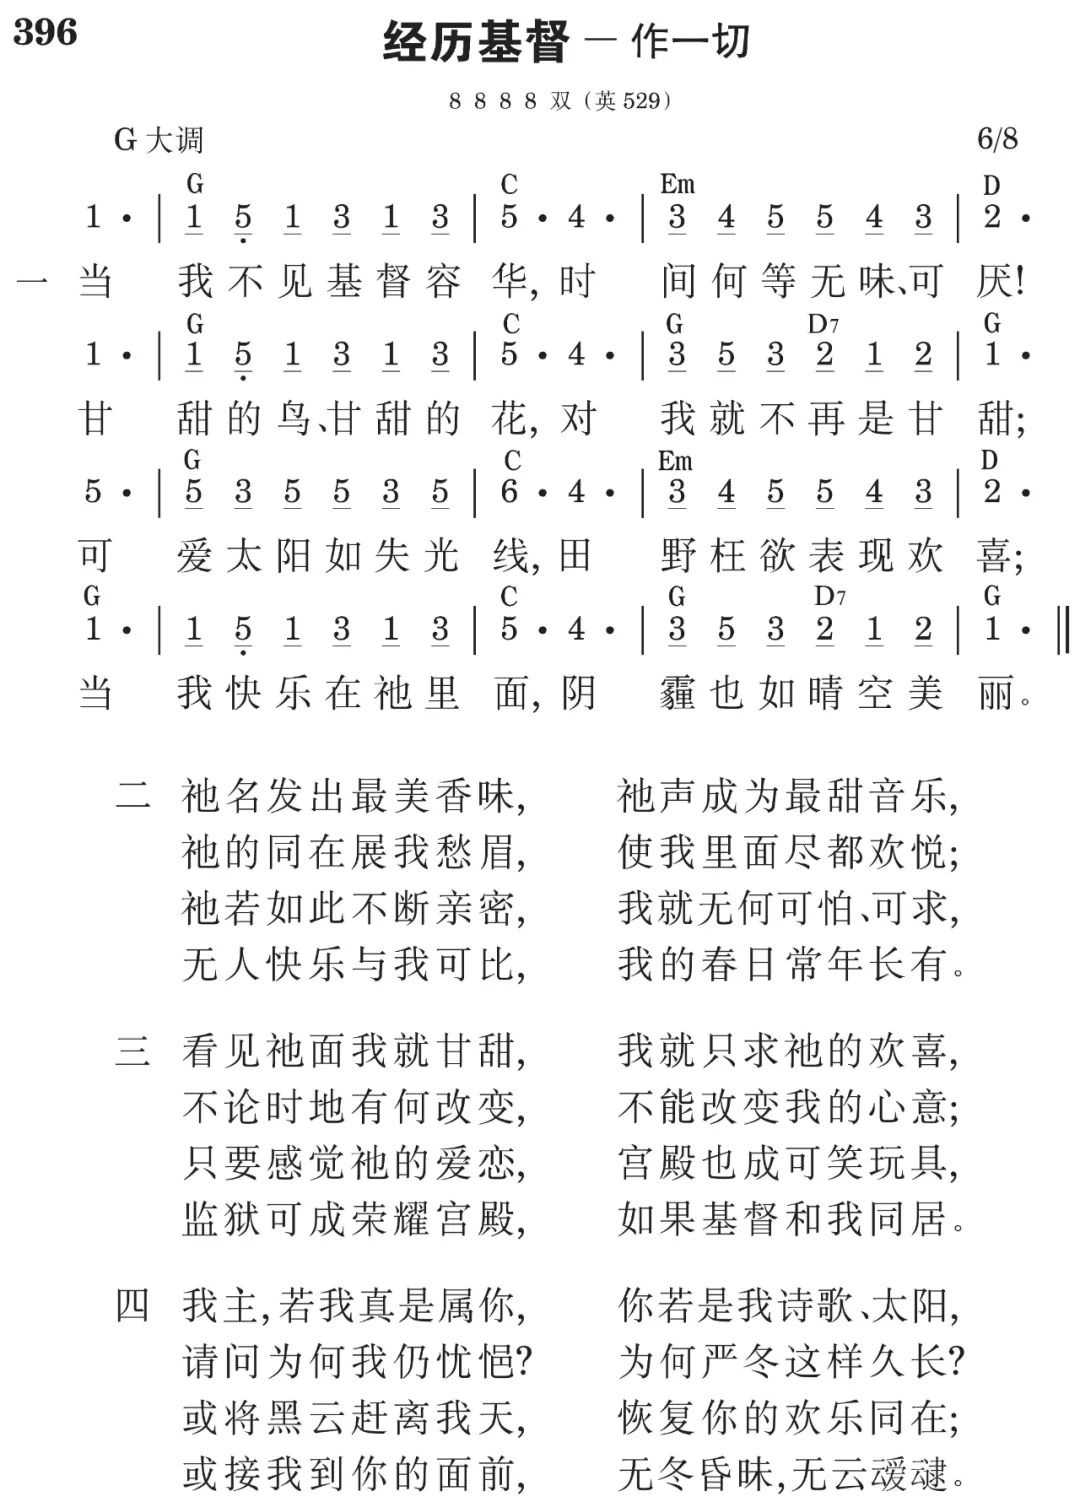 396
经历基督－作一切
8 8 8 8 双（英529）
G大调 6/8
G C Em D
1· | 1 5̣ 1 3 1 3 | 5· 4· | 3 4 5 5 4 3 | 2·
一 当 我不见基督容华，时 间何等无味、可厌！
G C G D7 G
1· | 1 5̣ 1 3 1 3 | 5· 4· | 3 5 3 2 1 2 | 1·
甘 甜的鸟、甘甜的花，对 我就不再是甘甜；
G C Em D
5· | 5 3 5 5 3 5 | 6· 4· | 3 4 5 5 4 3 | 2·
可 爱太阳如失光线，田 野枉欲表现欢喜；
G C G D7 G
1· | 1 5̣ 1 3 1 3 | 5· 4· | 3 5 3 2 1 2 | 1· ‖
当 我快乐在祂里面，阴 霾也如晴空美丽。
二 祂名发出最美香味， 祂声成为最甜音乐，
祂的同在展我愁眉， 使我里面尽都欢悦；
祂若如此不断亲密， 我就无何可怕、可求，
无人快乐与我可比， 我的春日常年长有。
三 看见祂面我就甘甜， 我就只求祂的欢喜，
不论时地有何改变， 不能改变我的心意；
只要感觉祂的爱恋， 宫殿也成可笑玩具，
监狱可成荣耀宫殿， 如果基督和我同居。
四 我主，若我真是属你， 你若是我诗歌、太阳，
请问为何我仍忧悒？ 为何严冬这样久长？
或将黑云赶离我天， 恢复你的欢乐同在；
或接我到你的面前， 无冬昏昧，无云叆叇。